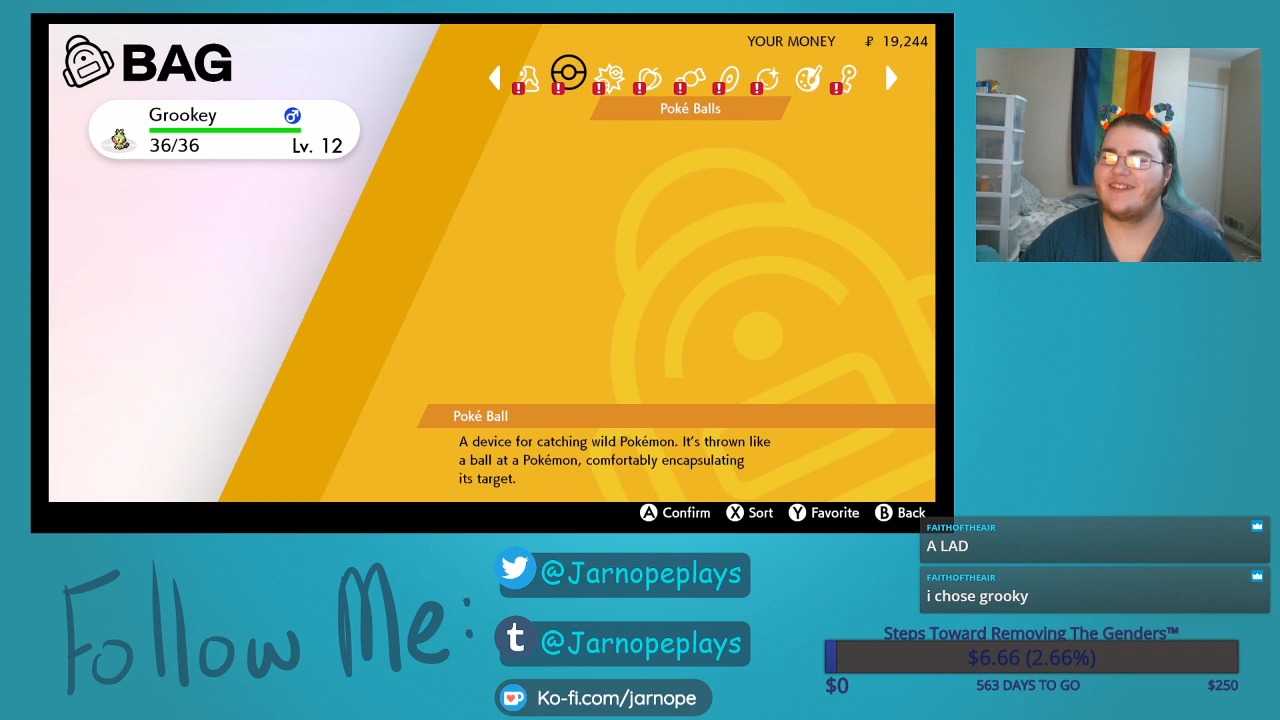 BAG
YOUR MONEY ₽ 19,244
Grookey
36/36 Lv. 12
Poké Balls
Poké Ball
A device for catching wild Pokémon. It's thrown like
a ball at a Pokémon, comfortably encapsulating
its target.
A Confirm X Sort Y Favorite B Back
FAITHOFTHEAIR
A LAD
FAITHOFTHEAIR
i chose grooky
Follow Me:
@Jarnopeplays
t @Jarnopeplays
Ko-fi.com/jarnope
Steps Toward Removing The Genders™
$6.66 (2.66%)
$0 563 DAYS TO GO $250